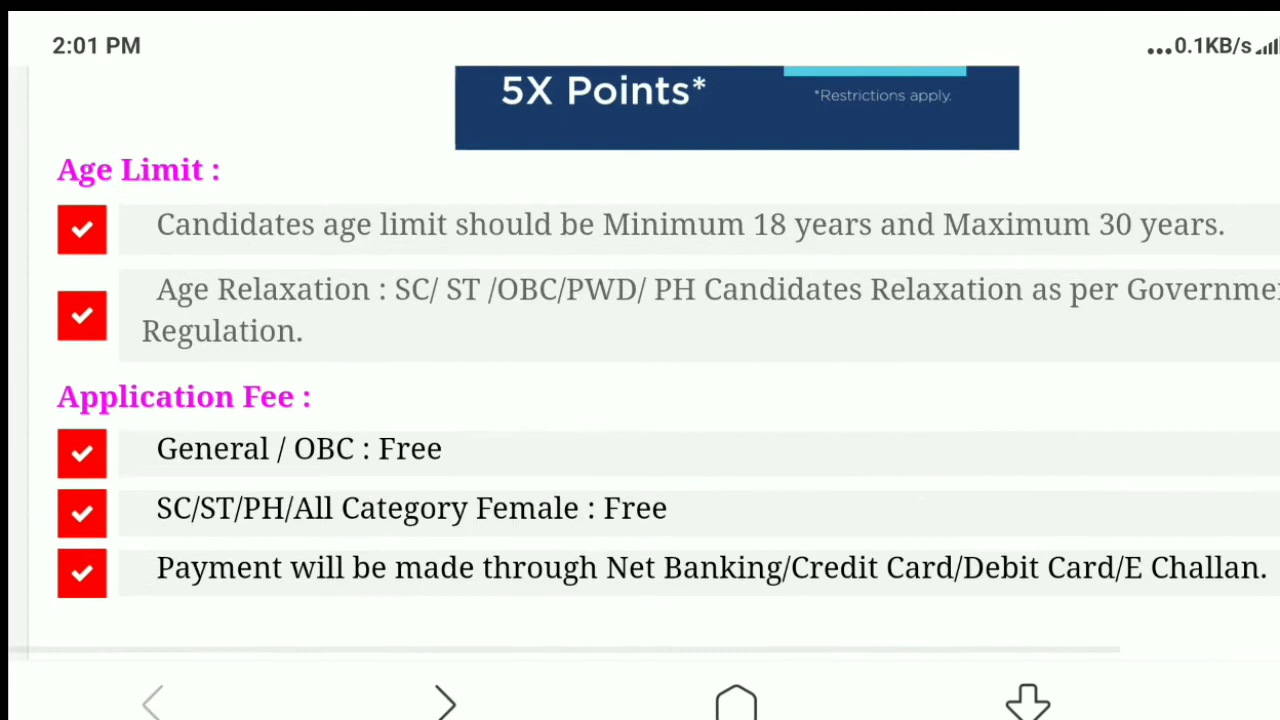 2:01 PM ...0.1KB/s
5X Points* *Restrictions apply.
Age Limit :
Candidates age limit should be Minimum 18 years and Maximum 30 years.
Age Relaxation : SC/ ST /OBC/PWD/ PH Candidates Relaxation as per Governme
Regulation.
Application Fee :
General / OBC : Free
SC/ST/PH/All Category Female : Free
Payment will be made through Net Banking/Credit Card/Debit Card/E Challan.